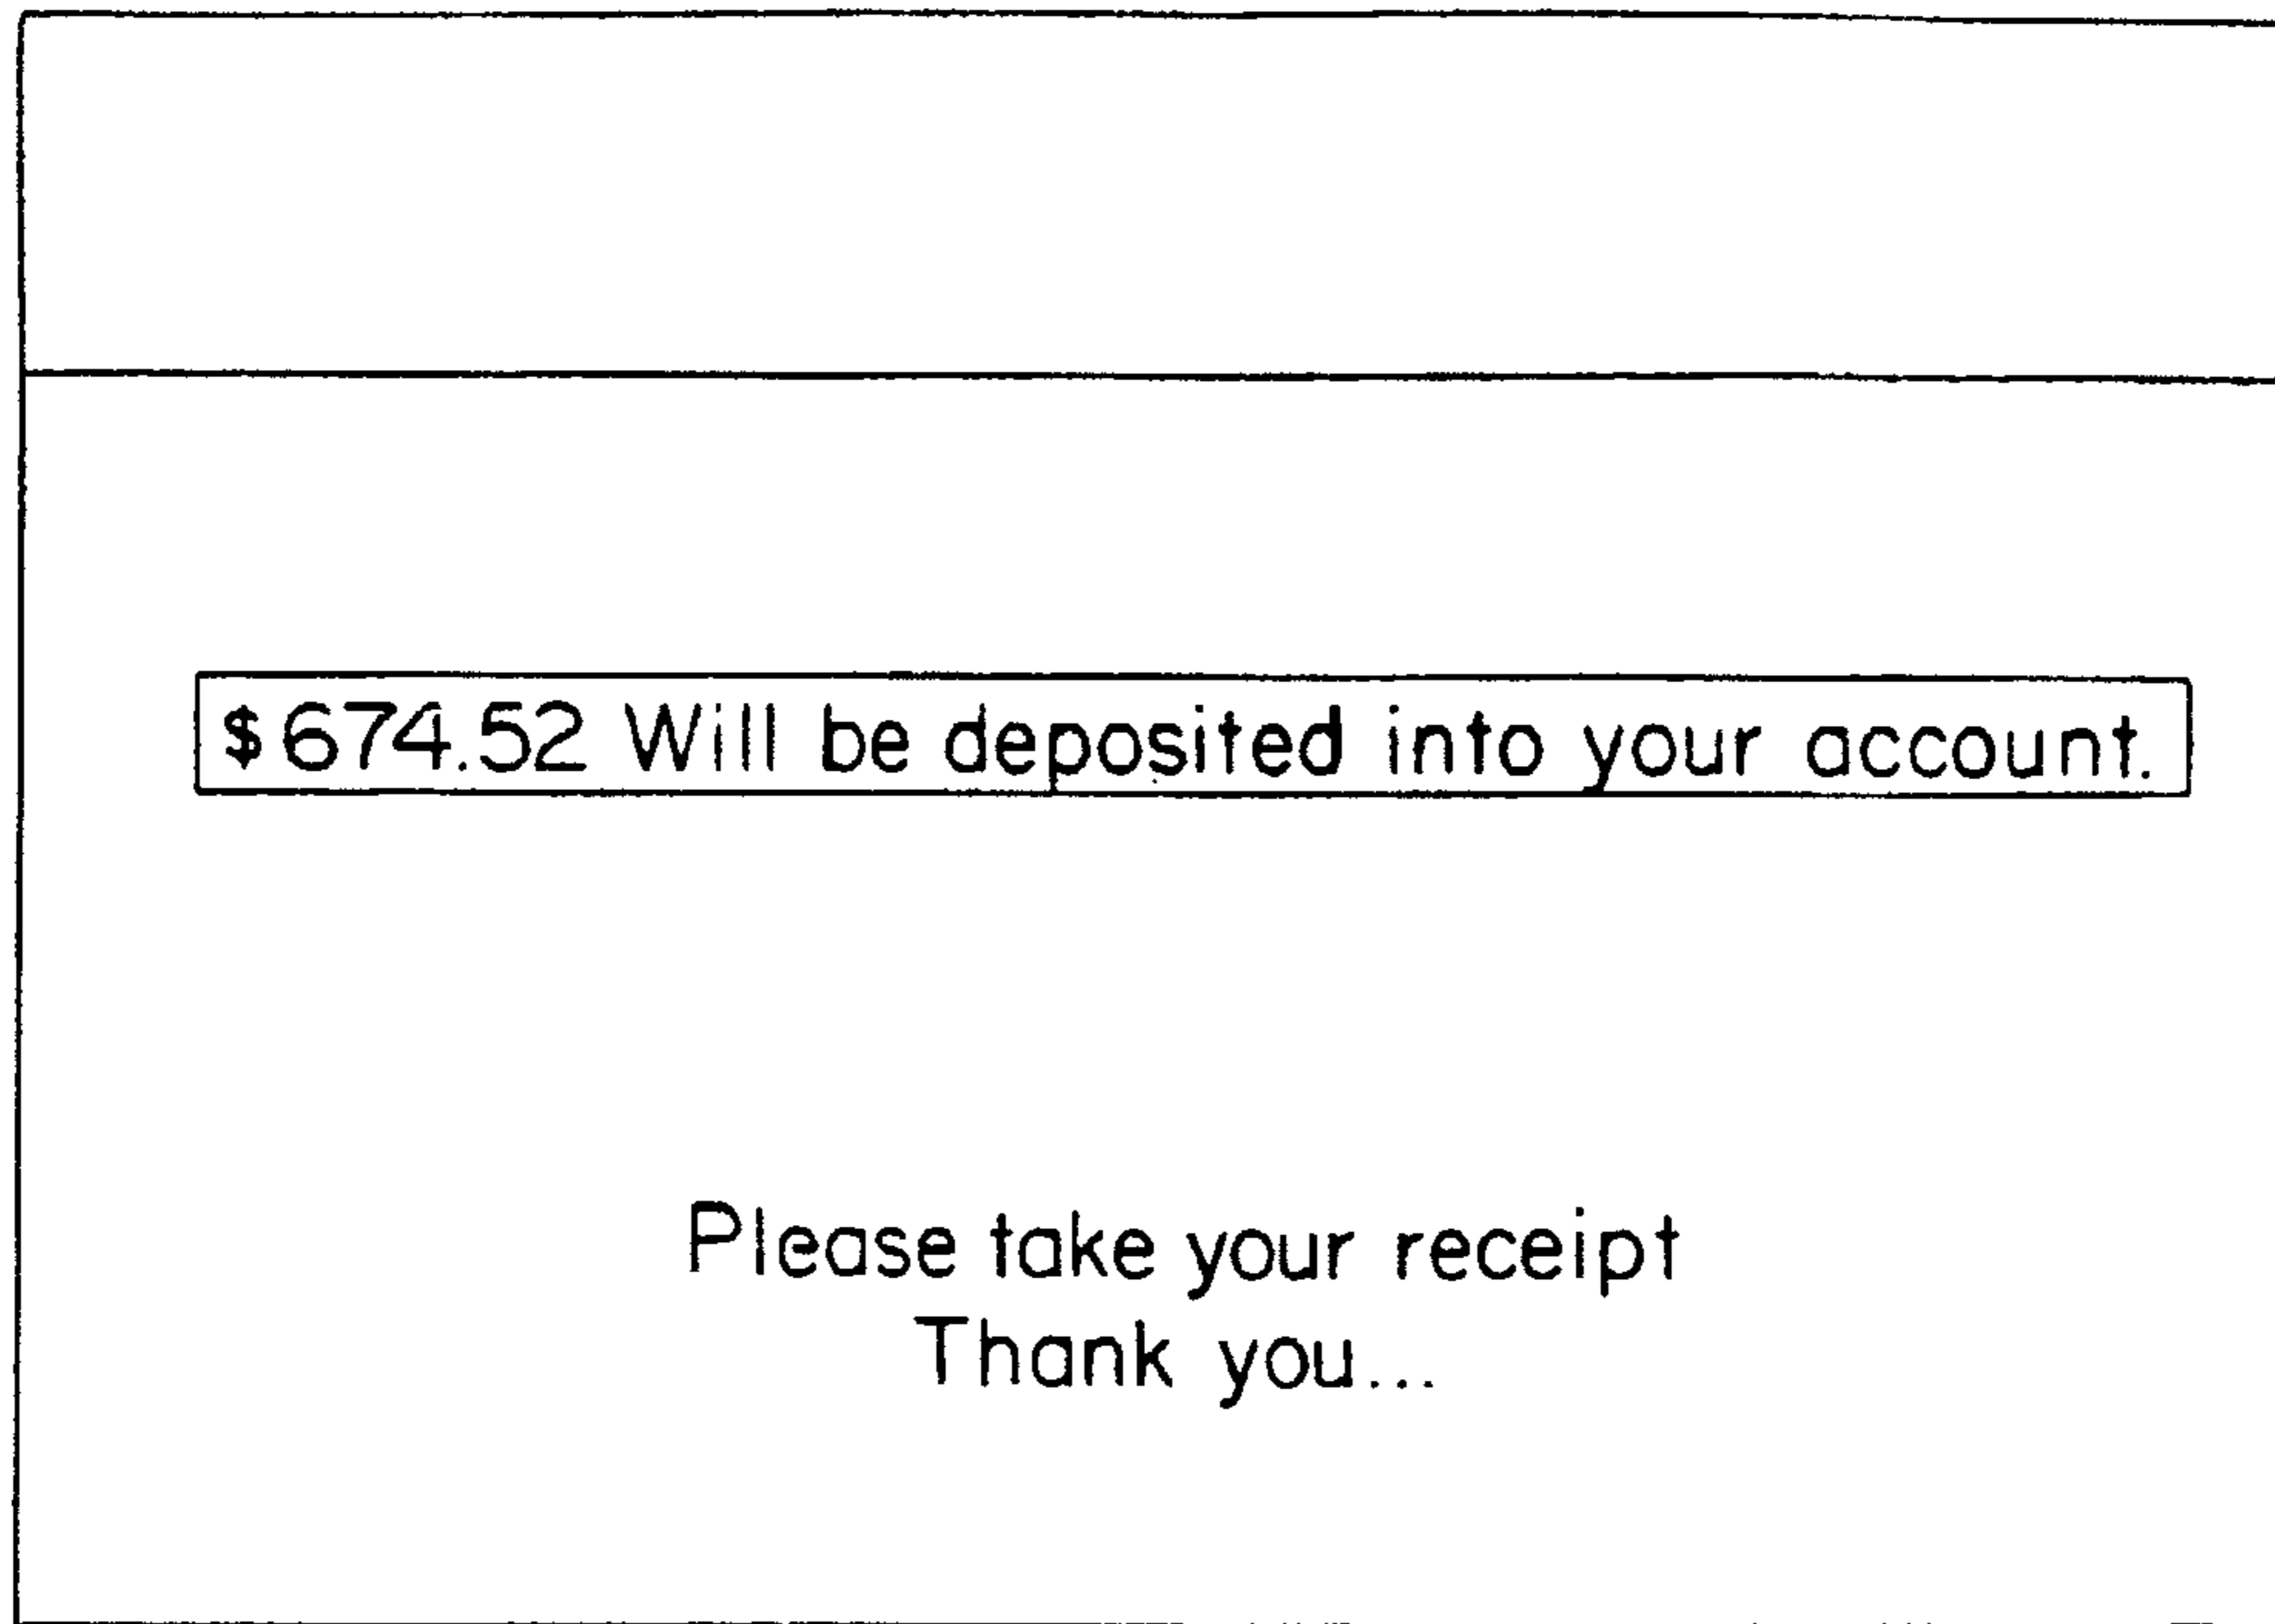 $674.52 Will be deposited into your account.
Please take your receipt
Thank you...